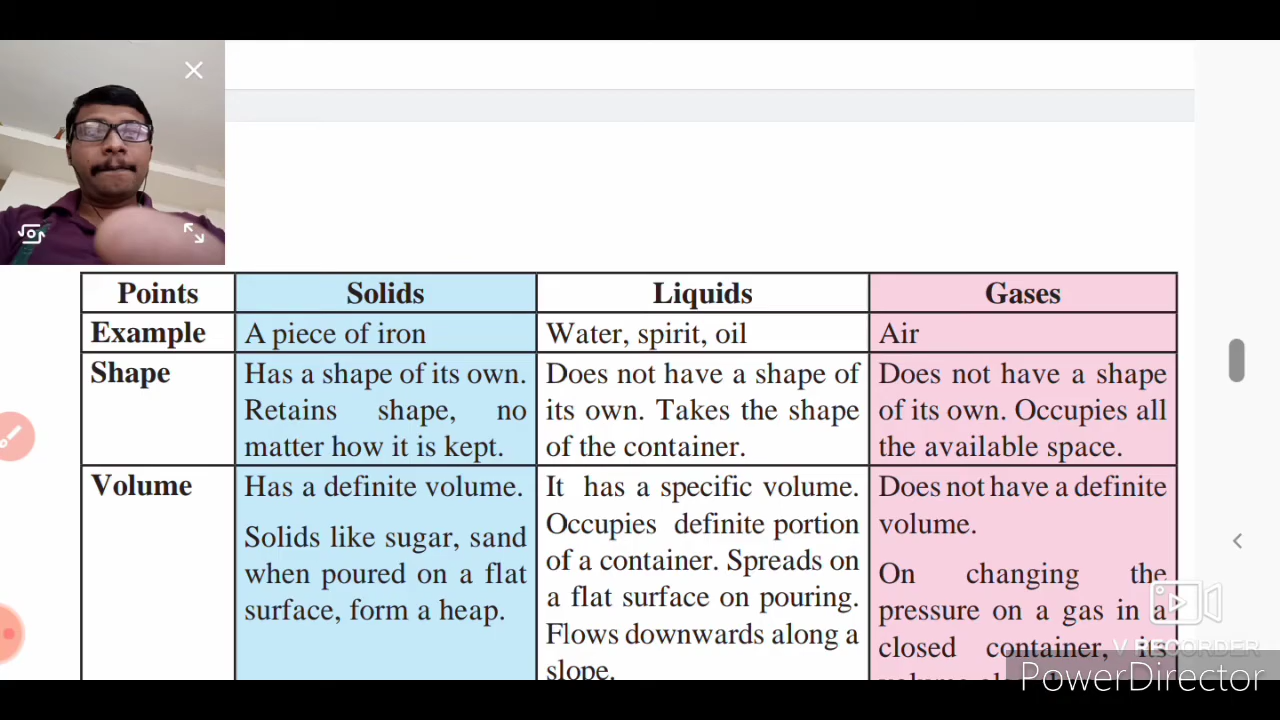 Points Solids Liquids Gases
Example A piece of iron Water, spirit, oil Air
Shape
Has a shape of its own.
Retains shape, no
matter how it is kept.
Does not have a shape of
its own. Takes the shape
of the container.
Does not have a shape
of its own. Occupies all
the available space.
Volume
Has a definite volume.
Solids like sugar, sand
when poured on a flat
surface, form a heap.
It has a specific volume.
Occupies definite portion
of a container. Spreads on
a flat surface on pouring.
Flows downwards along a
slope.
Does not have a definite
volume.
On changing the
pressure on a gas in a
closed container, its
V RECORDER
PowerDirector